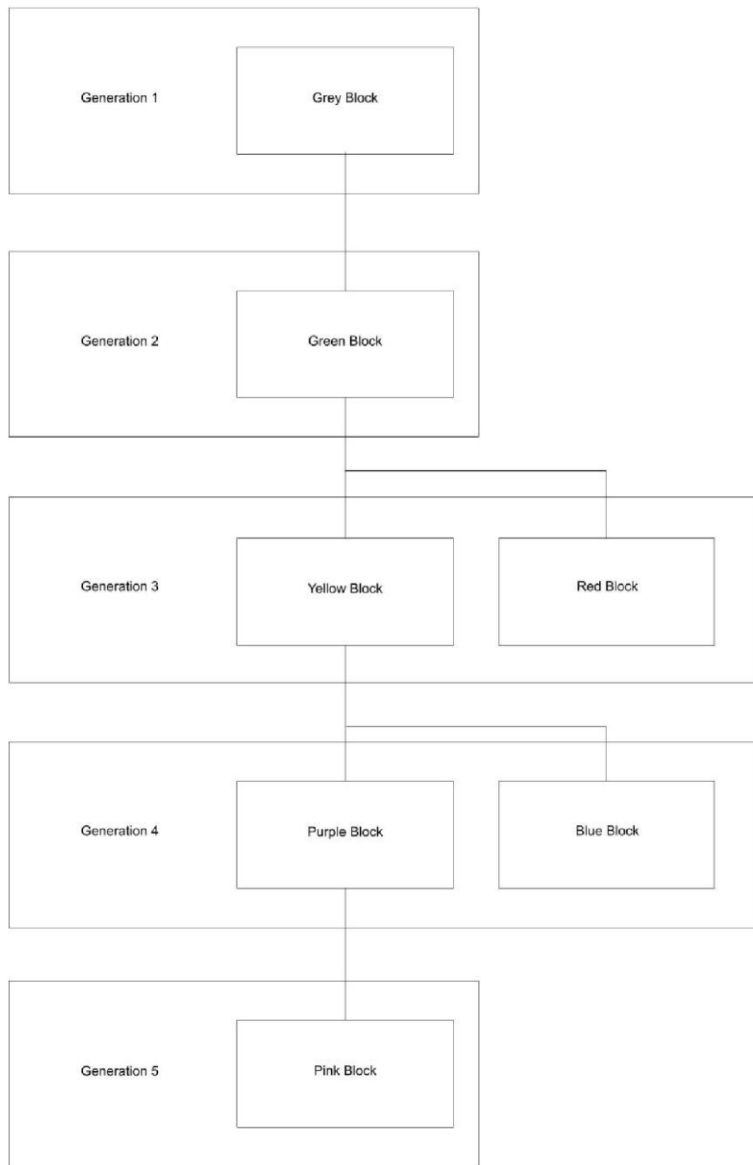 Generation 1
Grey Block
Generation 2
Green Block
Generation 3
Yellow Block
Red Block
Generation 4
Purple Block
Blue Block
Generation 5
Pink Block